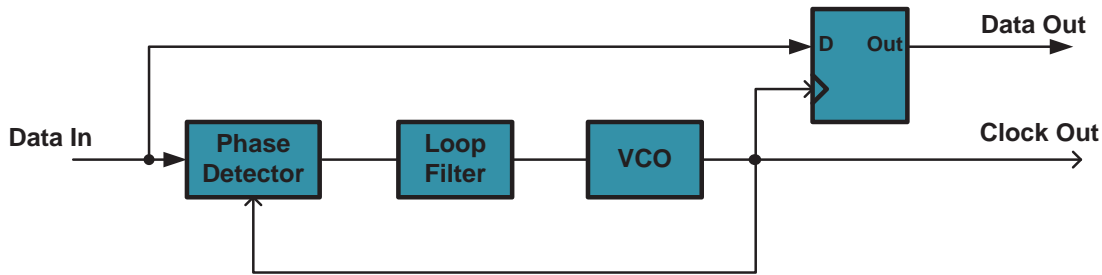 Data Out
D Out
Data In
Phase
Detector
Loop
Filter
VCO
Clock Out